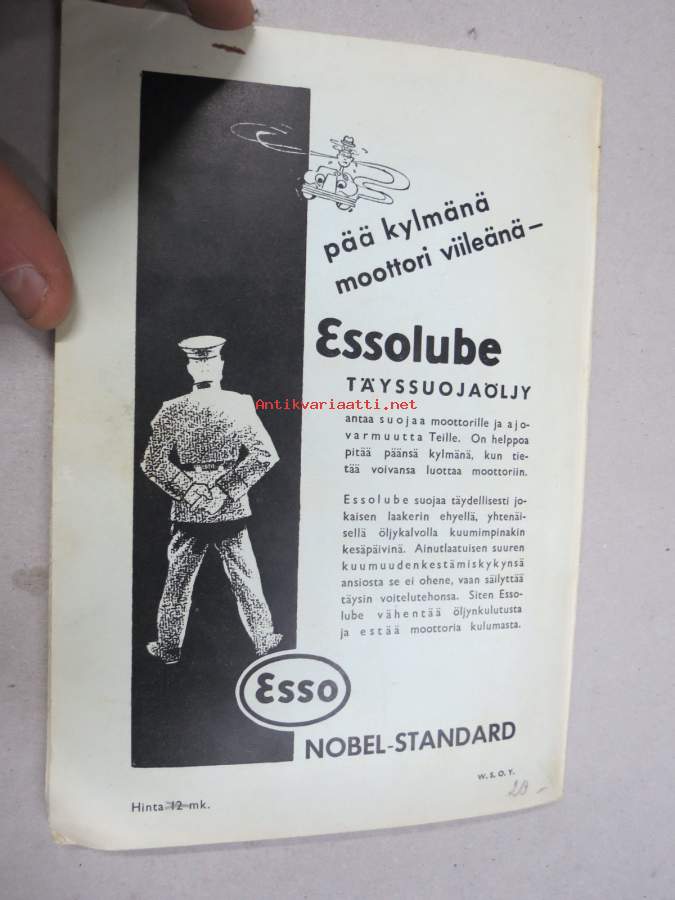 pää kylmänä
moottori viileänä–
Essolube
TÄYSSUOJAÖLJY
Antikvariaatti.net
antaa suojaa moottorille ja ajo-
varmuutta Teille. On helppoa
pitää päänsä kylmänä, kun tie-
tää voivansa luottaa moottoriin.
Essolube suojaa täydellisesti jo-
kaisen laakerin ehyellä, yhtenäi-
sellä öljykalvolla kuumimpinakin
kesäpäivinä. Ainutlaatuisen suuren
kuumuudenkestämiskykynsä
ansiosta se ei ohene, vaan säilyttää
täysin voitelutehonsa. Siten Esso-
lube vähentää öljynkulutusta
ja estää moottoria kulumasta.
Esso
NOBEL-STANDARD
W.S.O.Y.
20-
Hinta 12 mk.